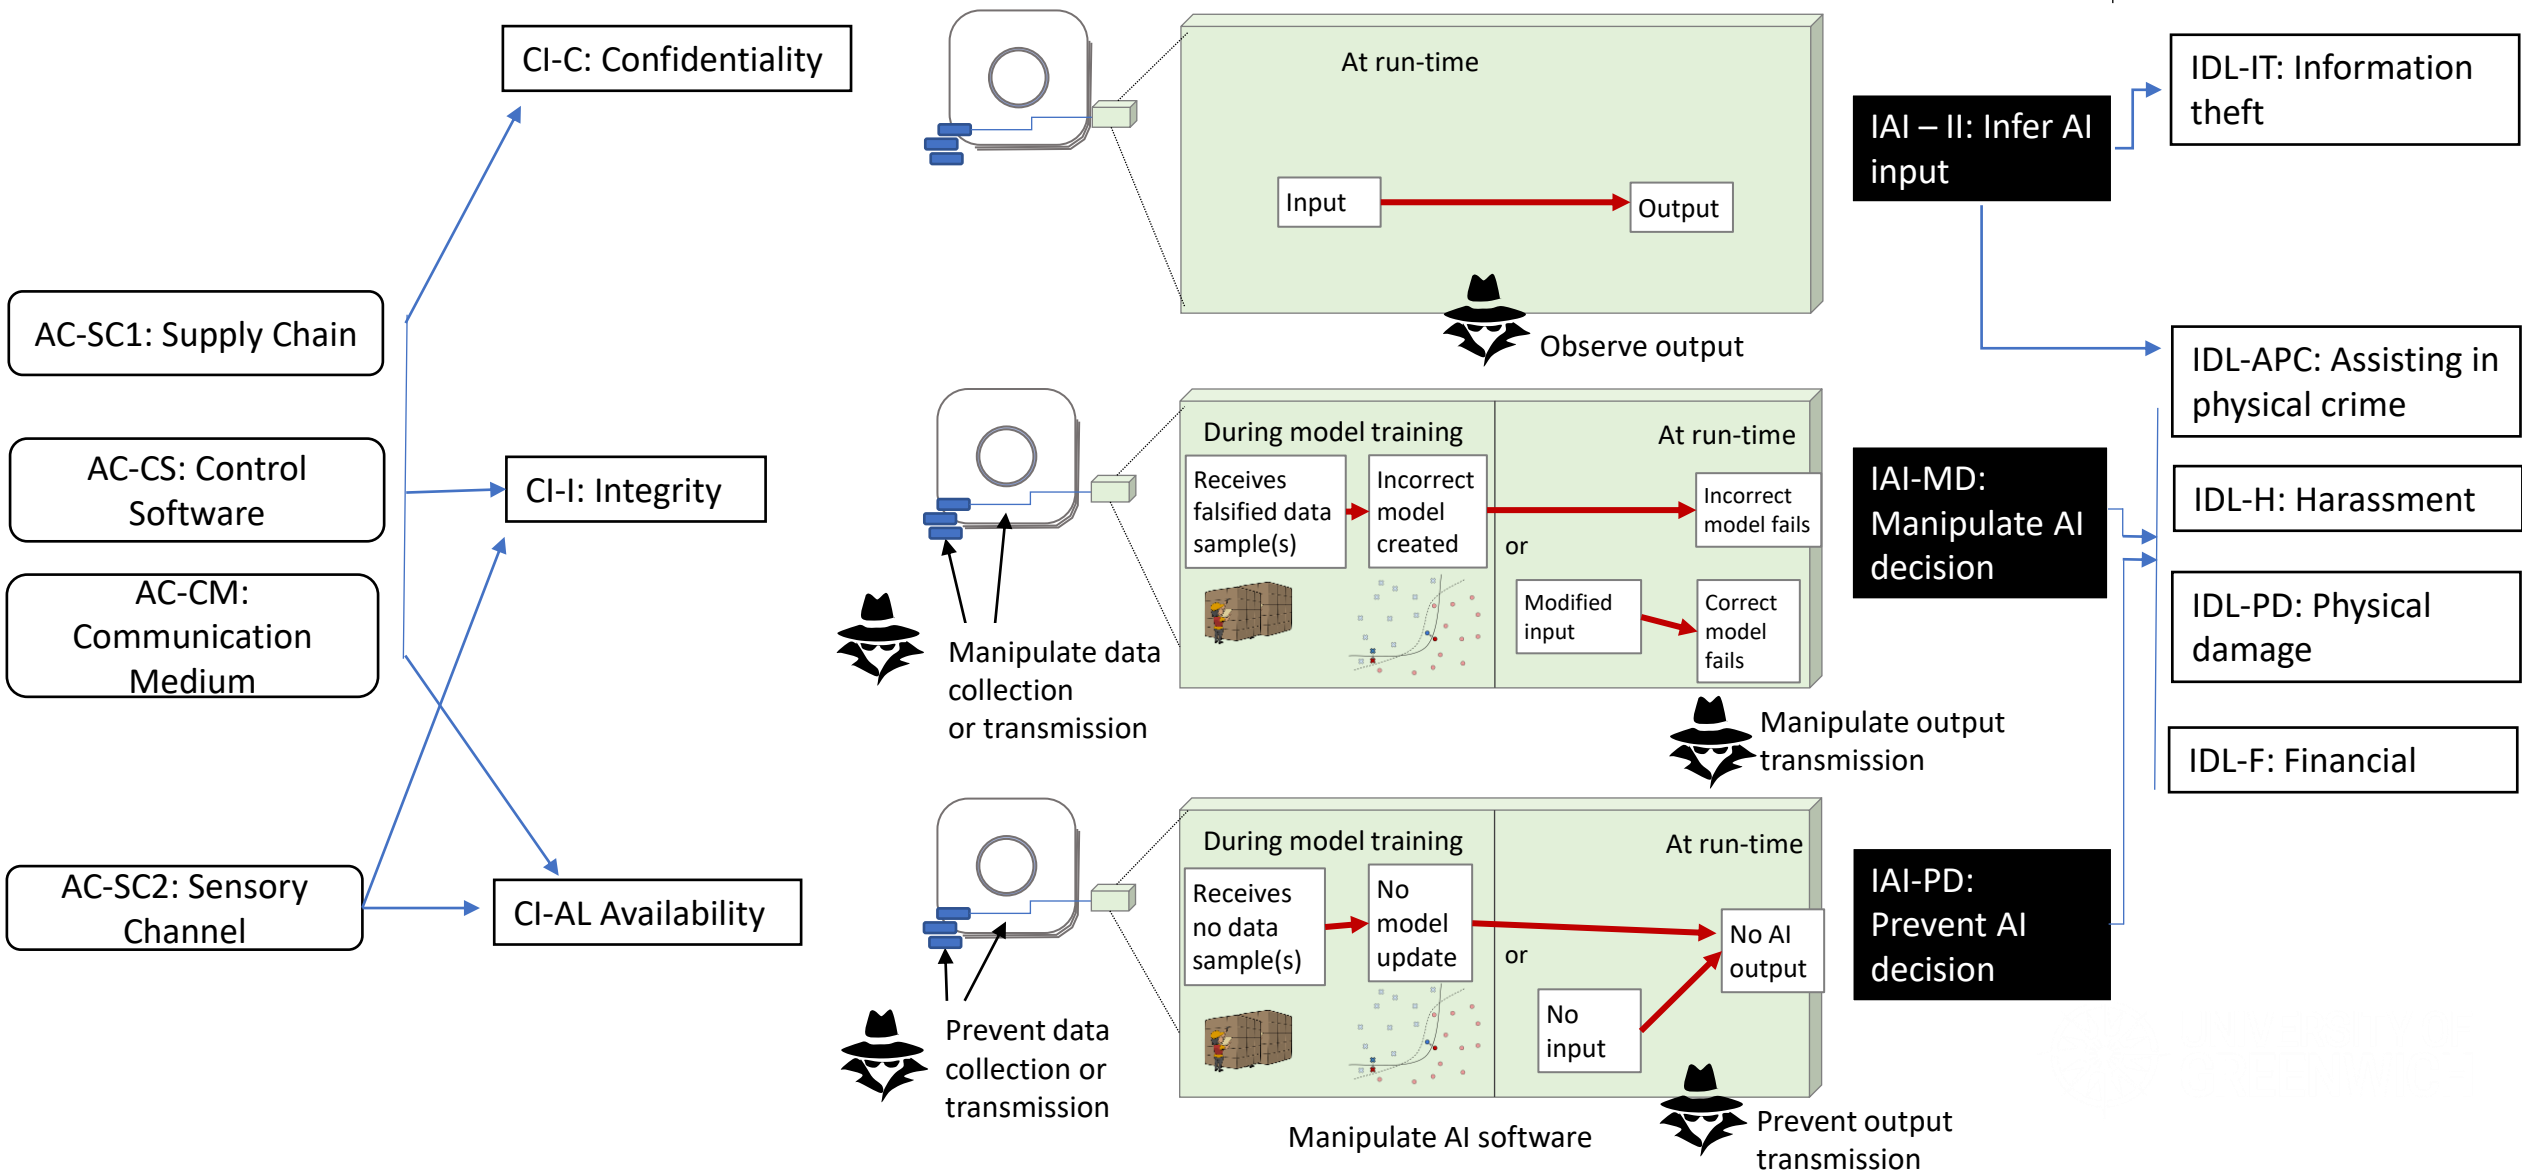 AC-SC1: Supply Chain
AC-CS: Control
Software
AC-CM:
Communication
Medium
AC-SC2: Sensory
Channel
CI-C: Confidentiality
CI-I: Integrity
CI-AL Availability
At run-time
Input
Output
Observe output
During model training
At run-time
Receives
falsified data
sample(s)
Incorrect
model
created
or
Incorrect
model fails
Modified
input
Correct
model
fails
Manipulate data
collection
or transmission
Manipulate output
transmission
During model training
At run-time
Receives
no data
sample(s)
No
model
update
or
No AI
output
No
input
Prevent data
collection or
transmission
Manipulate AI software
Prevent output
transmission
IAI – II: Infer AI
input
IAI-MD:
Manipulate AI
decision
IAI-PD:
Prevent AI
decision
IDL-IT: Information
theft
IDL-APC: Assisting in
physical crime
IDL-H: Harassment
IDL-PD: Physical
damage
IDL-F: Financial